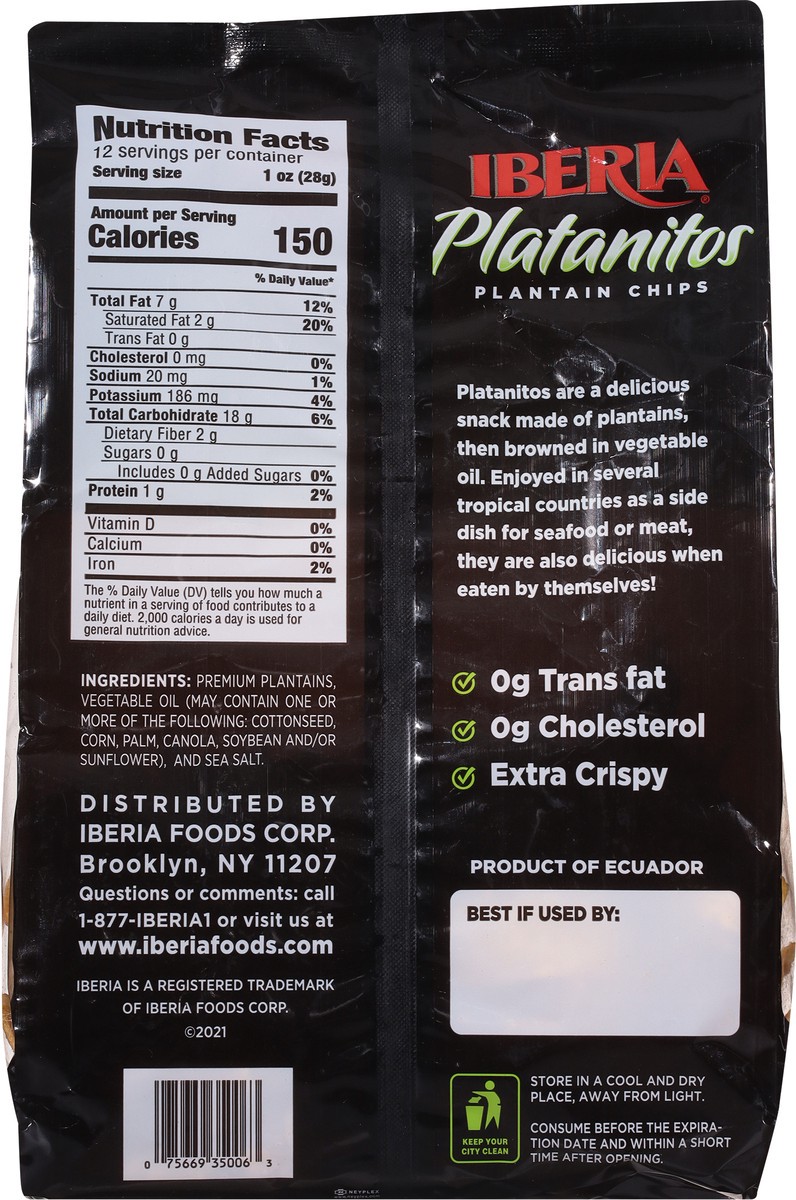 Nutrition Facts
12 servings per container
Serving size 1 oz (28g)
Amount per Serving
Calories 150
% Daily Value*
Total Fat 7 g 12%
Saturated Fat 2 g 20%
Trans Fat 0 g
Cholesterol 0 mg 0%
Sodium 20 mg 1%
Potassium 186 mg 4%
Total Carbohidrate 18 g 6%
Dietary Fiber 2 g
Sugars 0 g
Includes 0 g Added Sugars 0%
Protein 1 g 2%
Vitamin D 0%
Calcium 0%
Iron 2%
The % Daily Value (DV) tells you how much a
nutrient in a serving of food contributes to a
daily diet. 2,000 calories a day is used for
general nutrition advice.
INGREDIENTS: PREMIUM PLANTAINS,
VEGETABLE OIL (MAY CONTAIN ONE OR
MORE OF THE FOLLOWING: COTTONSEED,
CORN, PALM, CANOLA, SOYBEAN AND/OR
SUNFLOWER), AND SEA SALT.
DISTRIBUTED BY
IBERIA FOODS CORP.
Brooklyn, NY 11207
Questions or comments: call
1-877-IBERIA1 or visit us at
www.iberiafoods.com
IBERIA IS A REGISTERED TRADEMARK
OF IBERIA FOODS CORP.
©2021
0 75669 35006 3
IBERIA®
Platanitos
PLANTAIN CHIPS
Platanitos are a delicious
snack made of plantains,
then browned in vegetable
oil. Enjoyed in several
tropical countries as a side
dish for seafood or meat,
they are also delicious when
eaten by themselves!
0g Trans fat
0g Cholesterol
Extra Crispy
PRODUCT OF ECUADOR
BEST IF USED BY:
KEEP YOUR
CITY CLEAN
STORE IN A COOL AND DRY
PLACE, AWAY FROM LIGHT.
CONSUME BEFORE THE EXPIRA-
TION DATE AND WITHIN A SHORT
TIME AFTER OPENING.